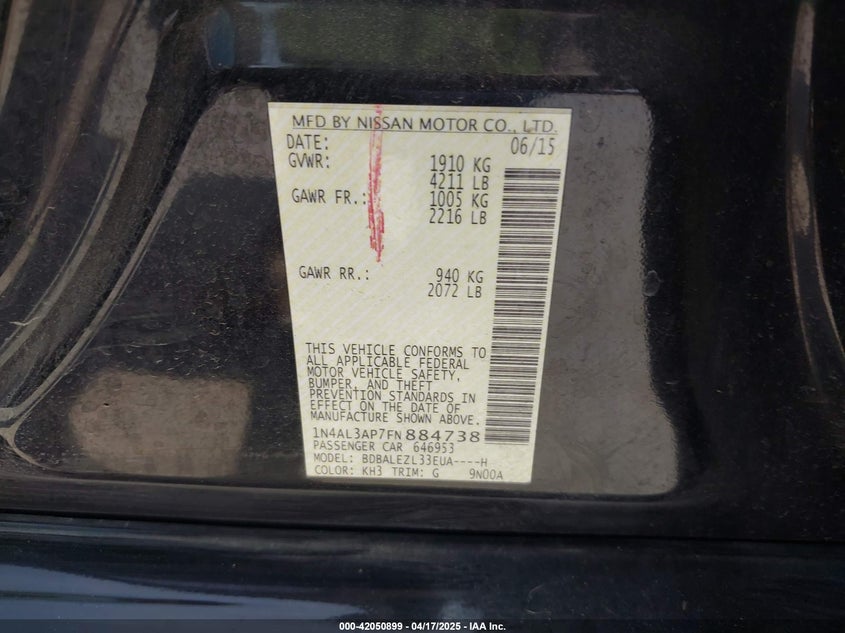 MFD BY NISSAN MOTOR CO., LTD.
DATE: 06/15
GVWR: 1910 KG
4211 LB
GAWR FR.: 1005 KG
2216 LB
GAWR RR.: 940 KG
2072 LB
THIS VEHICLE CONFORMS TO
ALL APPLICABLE FEDERAL
MOTOR VEHICLE SAFETY,
BUMPER, AND THEFT
PREVENTION STANDARDS IN
EFFECT ON THE DATE OF
MANUFACTURE SHOWN ABOVE.
1N4AL3AP7FN884738
PASSENGER CAR 646953
MODEL: BDBALEZL33EUA----H
COLOR: KH3 TRIM: G 9N00A
000-42050899 - 04/17/2025 - IAA Inc.